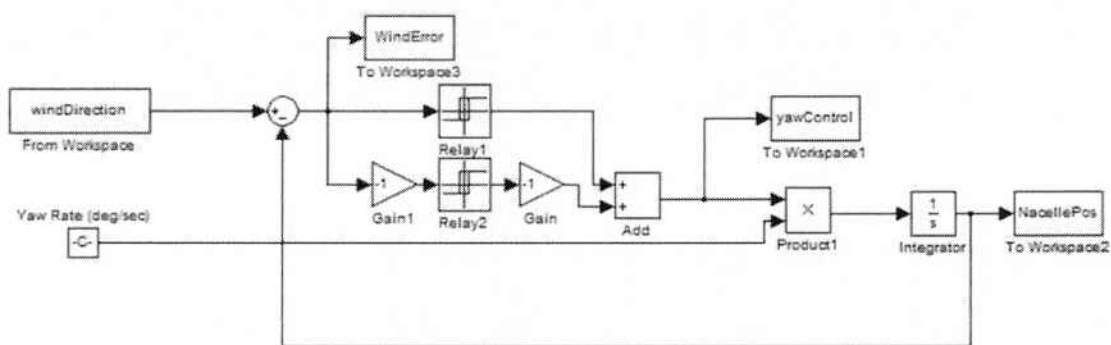 WindError
To Workspace3
windDirection
From Workspace
+
-
Relay1
yawControl
To Workspace1
-1
Gain1
Relay2
-1
Gain
+
+
Add
Yaw Rate (deg/sec)
-C-
×
Product1
1
s
Integrator
NacellePos
To Workspace2